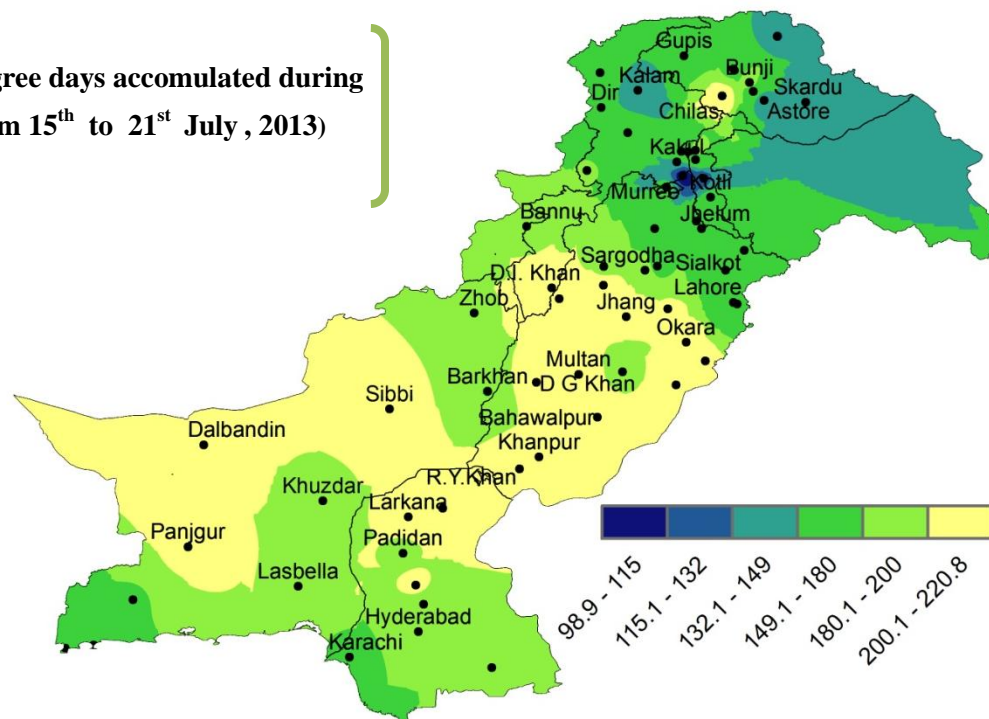 gree days accomulated during
m 15th to 21st July , 2013)
Gupis
Bunji
Kalam
Skardu
Dir
Chilas
Astore
Kakul
Murree
Kotli
Bannu
Jhelum
Sargodha
Sialkot
D.I. Khan
Lahore
Zhob
Jhang
Okara
Multan
Barkhan
D G Khan
Sibbi
Bahawalpur
Dalbandin
Khanpur
R.Y.Khan
Khuzdar
Larkana
Panjgur
Padidan
Lasbella
Hyderabad
Karachi
98.9 - 115
115.1 - 132
132.1 - 149
149.1 - 180
180.1 - 200
200.1 - 220.8